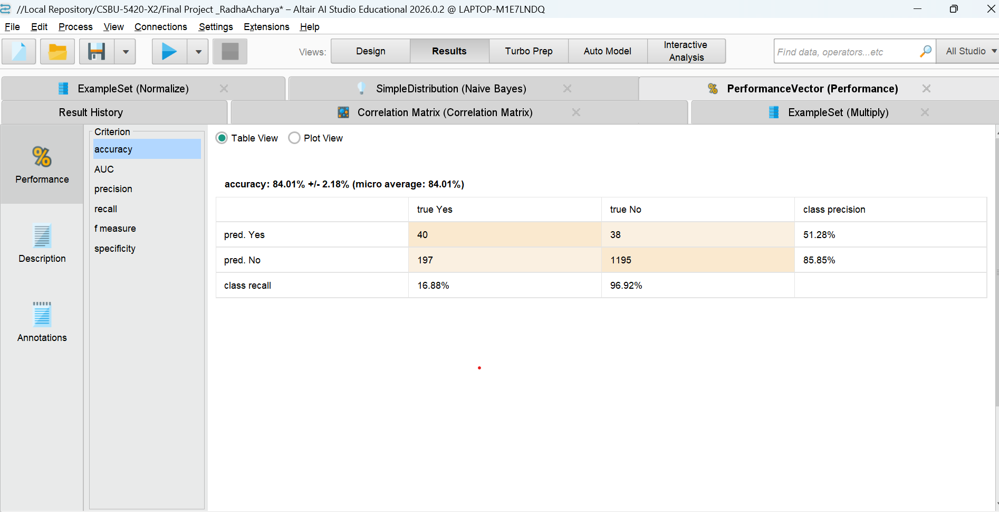 //Local Repository/CSBU-5420-X2/Final Project _RadhaAcharya* – Altair AI Studio Educational 2026.0.2 @ LAPTOP-M1E7LNDQ
File Edit Process View Connections Settings Extensions Help
Views: Design Results Turbo Prep Auto Model Interactive Analysis Find data, operators...etc All Studio
ExampleSet (Normalize) SimpleDistribution (Naive Bayes) PerformanceVector (Performance)
Result History Correlation Matrix (Correlation Matrix) ExampleSet (Multiply)
Performance
Description
Annotations
Criterion
accuracy
AUC
precision
recall
f measure
specificity
Table View Plot View
accuracy: 84.01% +/- 2.18% (micro average: 84.01%)
true Yes true No class precision
pred. Yes 40 38 51.28%
pred. No 197 1195 85.85%
class recall 16.88% 96.92%